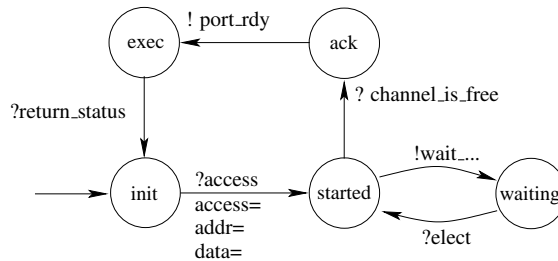 ! port_rdy
exec
ack
?return_status
? channel_is_free
!wait_...
init
?access
access=
addr=
data=
started
waiting
?elect